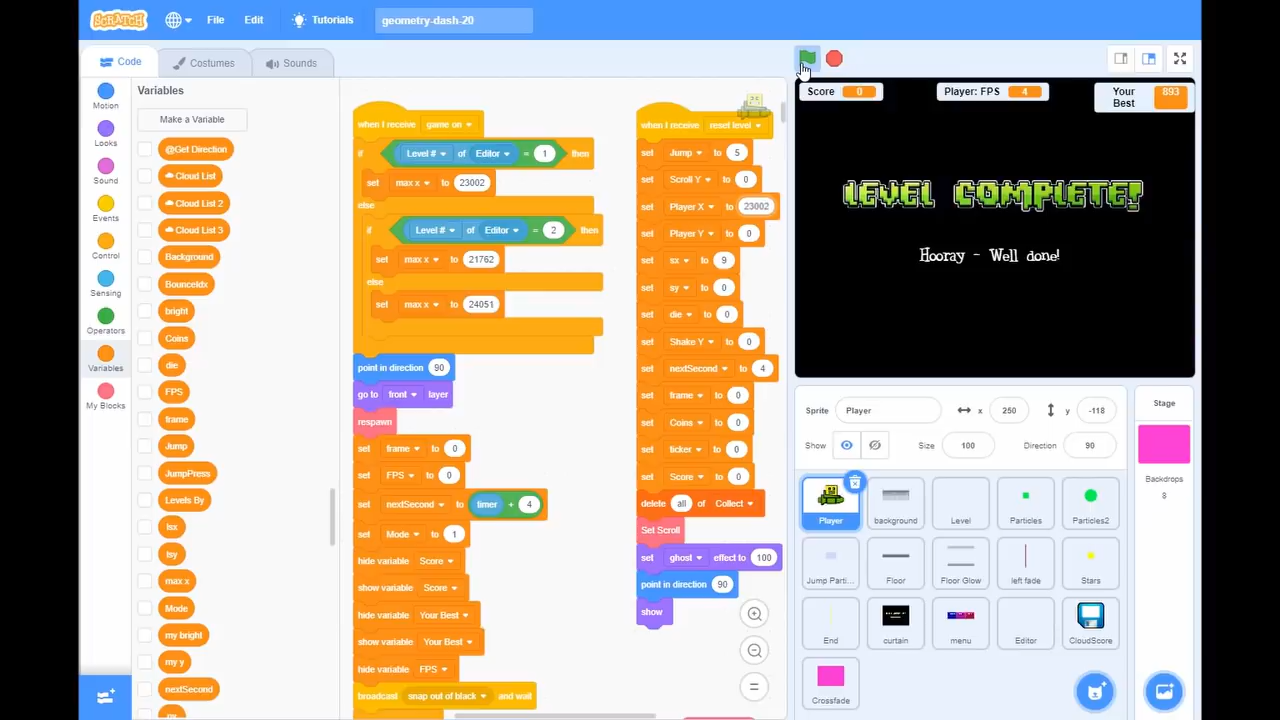 SCRATCH
File
Edit
Tutorials
geometry-dash-20
Code
Costumes
Sounds
Motion
Looks
Sound
Events
Control
Sensing
Operators
Variables
My Blocks
Variables
Make a Variable
@Get Direction
Cloud List
Cloud List 2
Cloud List 3
Background
BounceIdx
bright
Coins
die
FPS
frame
Jump
JumpPress
Levels By
lsx
lsy
max x
Mode
my bright
my y
nextSecond
when I receive game on
if Level # of Editor = 1 then
set max x to 23002
else
if Level # of Editor = 2 then
set max x to 21762
else
set max x to 24051
point in direction 90
go to front layer
respawn
set frame to 0
set FPS to 0
set nextSecond to timer + 4
set Mode to 1
hide variable Score
show variable Score
hide variable Your Best
show variable Your Best
hide variable FPS
broadcast snap out of black and wait
when I receive reset level
set Jump to 5
set Scroll Y to 0
set Player X to 23002
set Player Y to 0
set sx to 9
set sy to 0
set die to 0
set Shake Y to 0
set nextSecond to 4
set frame to 0
set Coins to 0
set ticker to 0
set Score to 0
delete all of Collect
Set Scroll
set ghost effect to 100
point in direction 90
show
Score 0
Player: FPS 4
Your Best 893
LEVEL COMPLETE!
Hooray - Well done!
Sprite
Player
x 250
y -118
Show
Size 100
Direction 90
Player
background
Level
Particles
Particles2
Jump Parti...
Floor
Floor Glow
left fade
Stars
End
curtain
menu
Editor
CloudScore
Crossfade
Stage
Backdrops
8